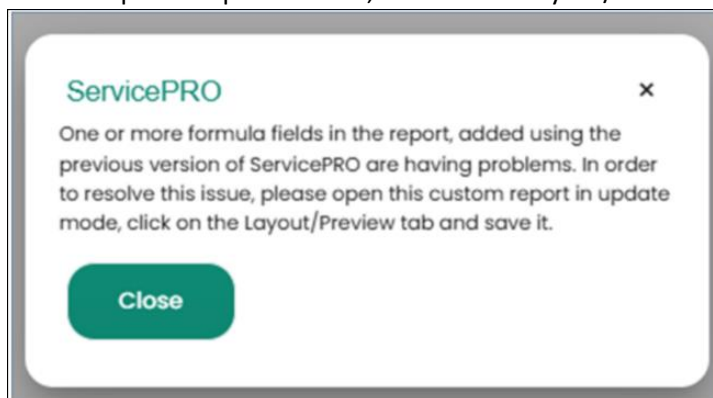 ServicePRO
One or more formula fields in the report, added using the
previous version of ServicePRO are having problems. In order
to resolve this issue, please open this custom report in update
mode, click on the Layout/Preview tab and save it.
Close